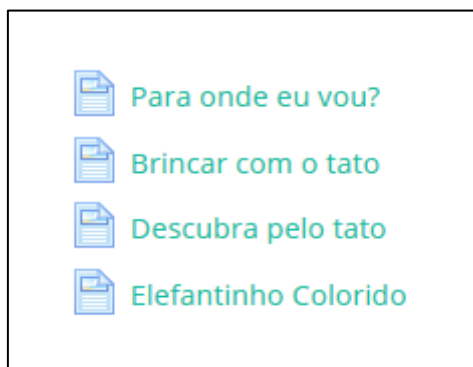 Para onde eu vou?
Brincar com o tato
Descubra pelo tato
Elefantinho Colorido